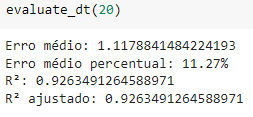 evaluate_dt(20)
Erro médio: 1.1178841484224193
Erro médio percentual: 11.27%
R²: 0.9263491264588971
R² ajustado: 0.9263491264588971